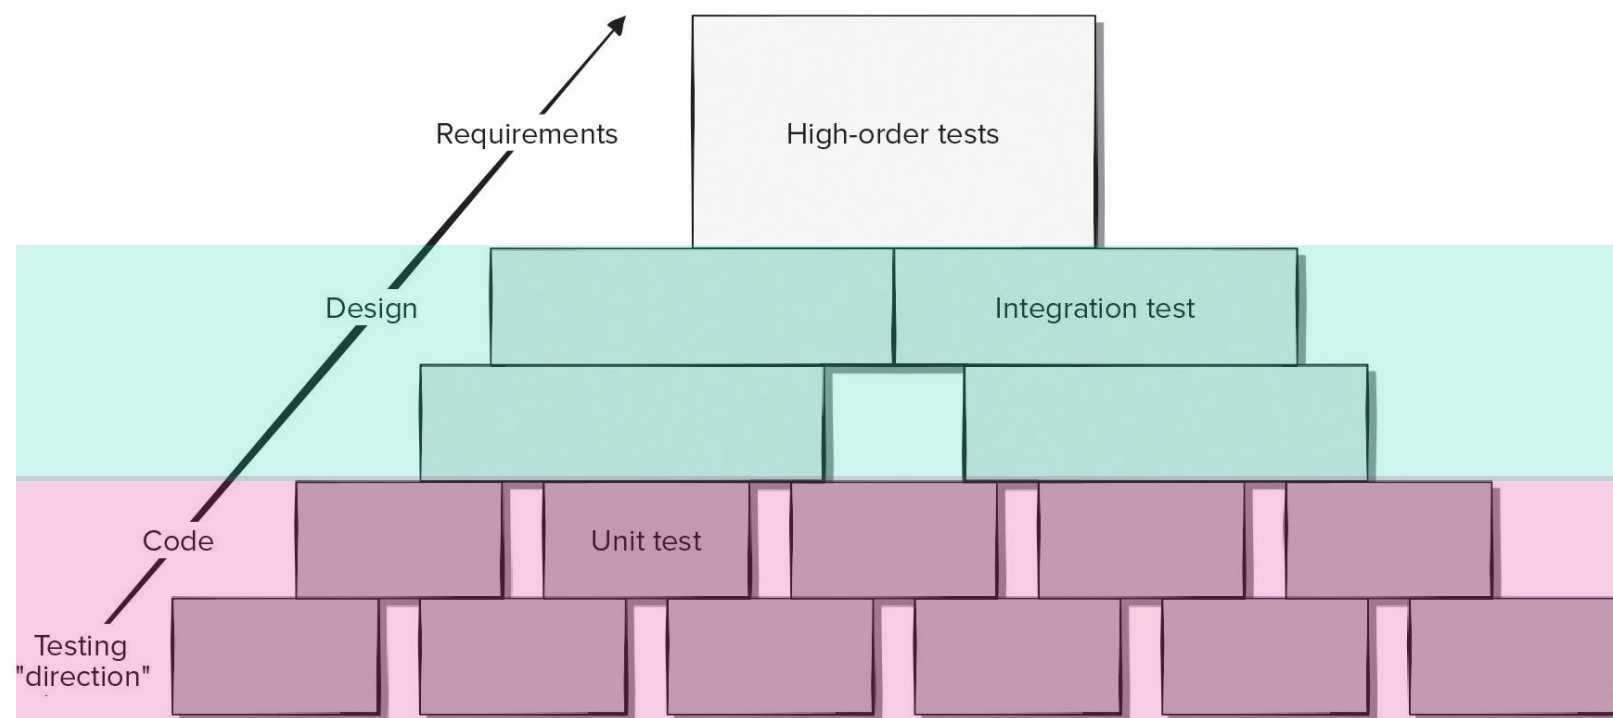 Requirements
High-order tests
Design
Integration test
Code
Unit test
Testing
"direction"